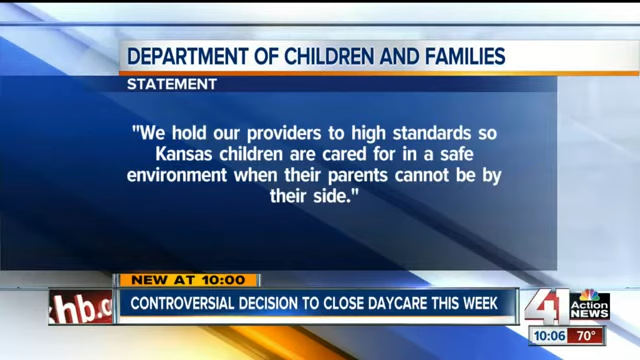 DEPARTMENT OF CHILDREN AND FAMILIES
STATEMENT
"We hold our providers to high standards so
Kansas children are cared for in a safe
environment when their parents cannot be by
their side."
NEW AT 10:00
CONTROVERSIAL DECISION TO CLOSE DAYCARE THIS WEEK
hb.
41 Action
NEWS
10:06 70°